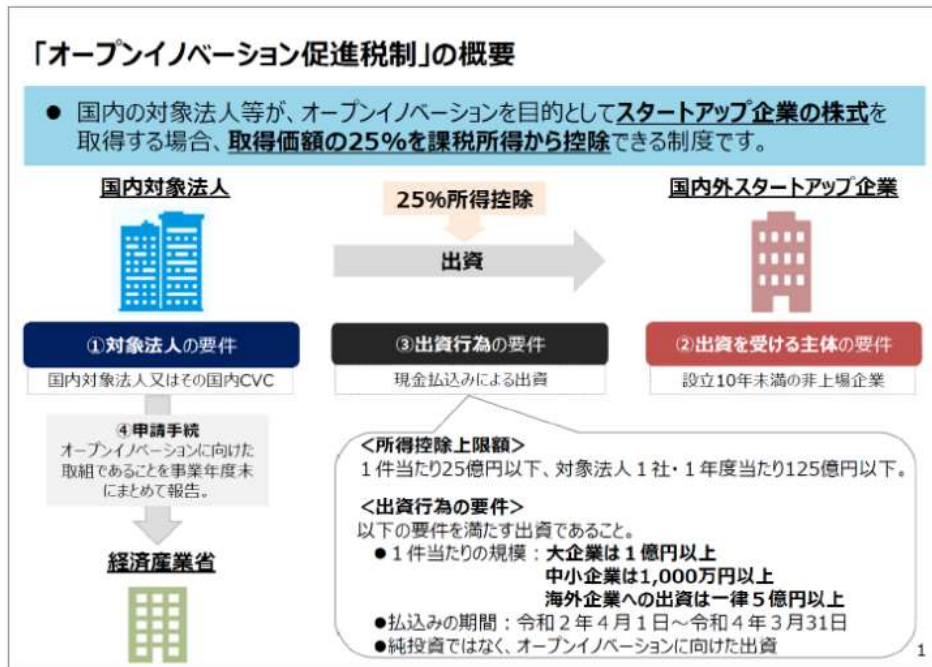 「オープンイノベーション促進税制」の概要
● 国内の対象法人等が、オープンイノベーションを目的としてスタートアップ企業の株式を
取得する場合、取得価額の25%を課税所得から控除できる制度です。
国内対象法人
25%所得控除
国内外スタートアップ企業
出資
①対象法人の要件
③出資行為の要件
②出資を受ける主体の要件
国内対象法人又はその国内CVC
現金払込みによる出資
設立10年未満の非上場企業
④申請手続
オープンイノベーションに向けた
取組であることを事業年度末
にまとめて報告。
経済産業省
<所得控除上限額>
1件当たり25億円以下、対象法人1社・1年度当たり125億円以下。
<出資行為の要件>
以下の要件を満たす出資であること。
●1件当たりの規模：大企業は1億円以上
中小企業は1,000万円以上
海外企業への出資は一律5億円以上
●払込みの期間：令和2年4月1日～令和4年3月31日
●純投資ではなく、オープンイノベーションに向けた出資
1